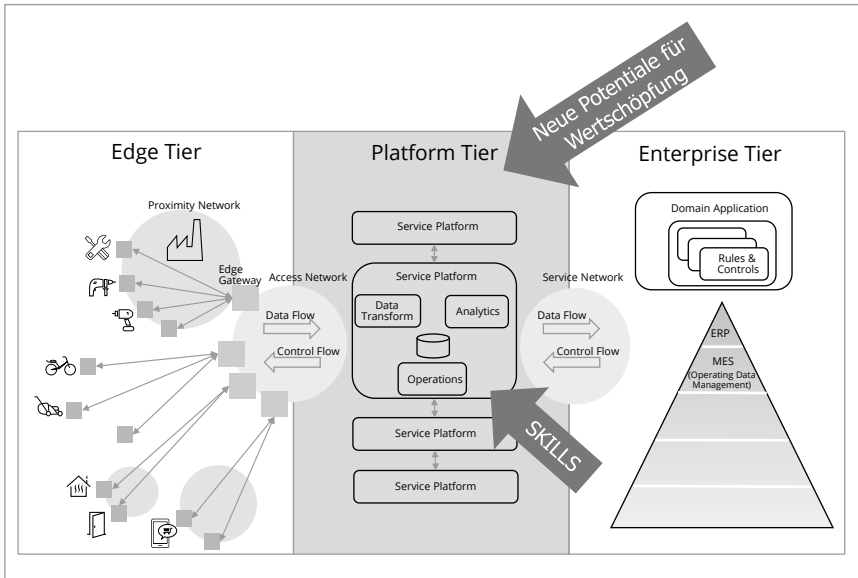 Neue Potentiale für
Wertschöpfung
Edge Tier
Platform Tier
Enterprise Tier
Proximity Network
Edge
Gateway
Access Network
Data Flow
Control Flow
Service Platform
Service Platform
Data
Transform
Analytics
Operations
Service Platform
Service Platform
SKILLS
Service Network
Data Flow
Control Flow
Domain Application
Rules &
Controls
ERP
MES
(Operating Data
Management)